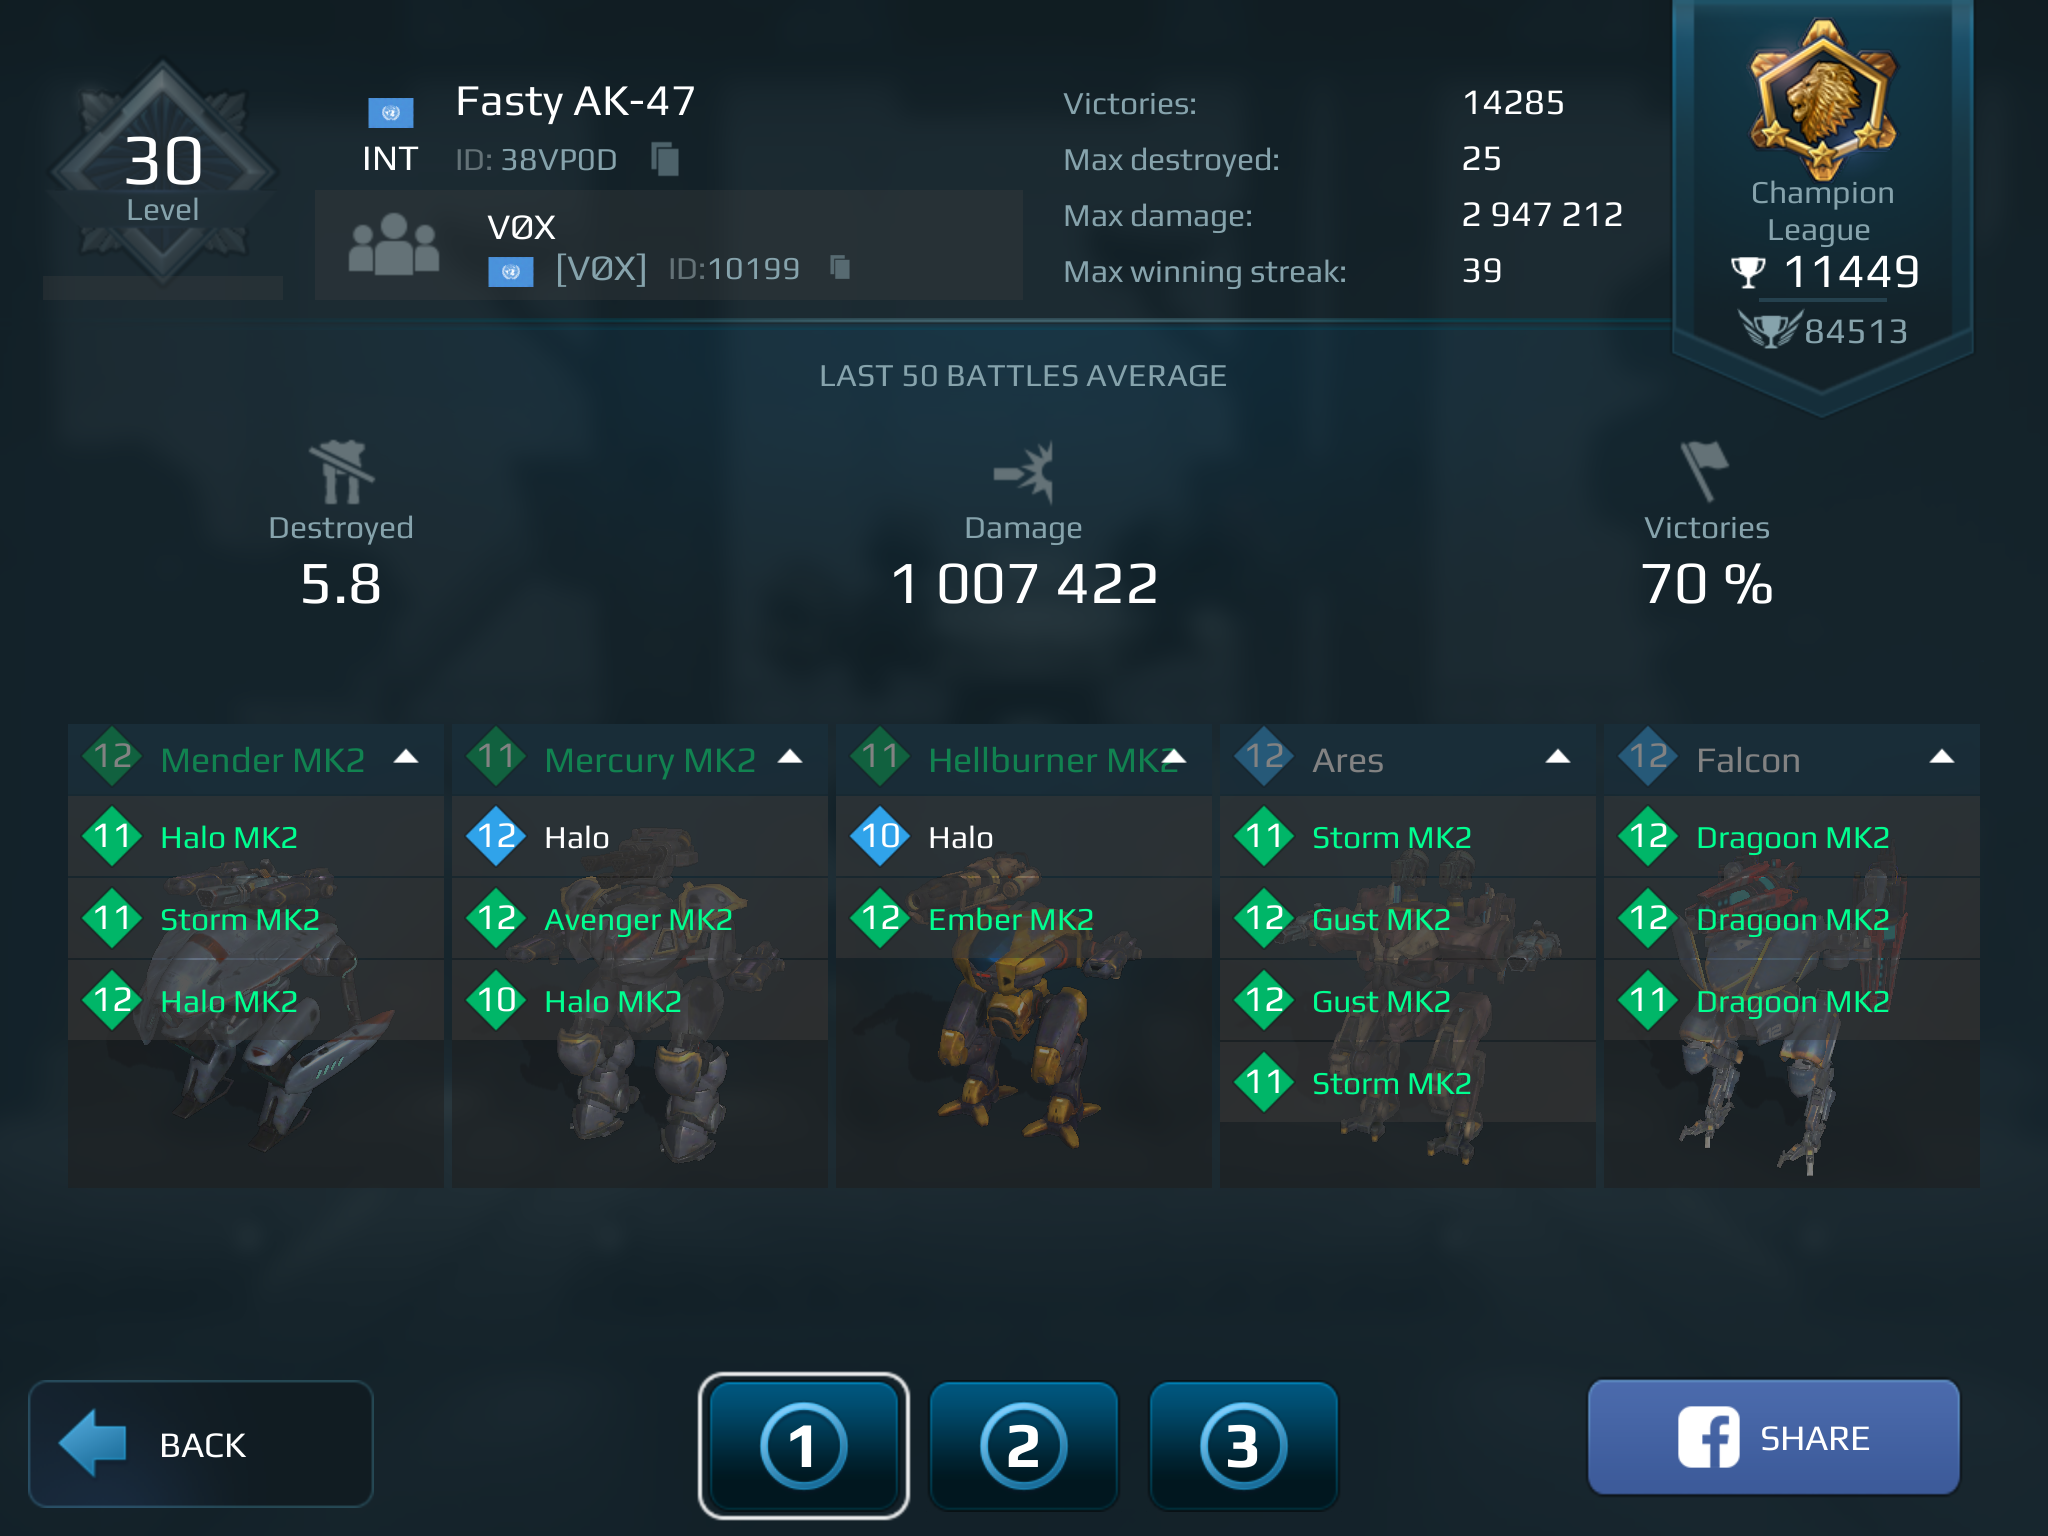 30
Level
INT
Fasty AK-47
ID: 38VP0D
VØX
[VØX] ID:10199
Victories: 14285
Max destroyed: 25
Max damage: 2 947 212
Max winning streak: 39
Champion
League
11449
84513
LAST 50 BATTLES AVERAGE
Destroyed
5.8
Damage
1 007 422
Victories
70 %
12 Mender MK2
11 Halo MK2
11 Storm MK2
12 Halo MK2
11 Mercury MK2
12 Halo
12 Avenger MK2
10 Halo MK2
11 Hellburner MK2
10 Halo
12 Ember MK2
12 Ares
11 Storm MK2
12 Gust MK2
12 Gust MK2
11 Storm MK2
12 Falcon
12 Dragoon MK2
12 Dragoon MK2
11 Dragoon MK2
BACK
1
2
3
SHARE